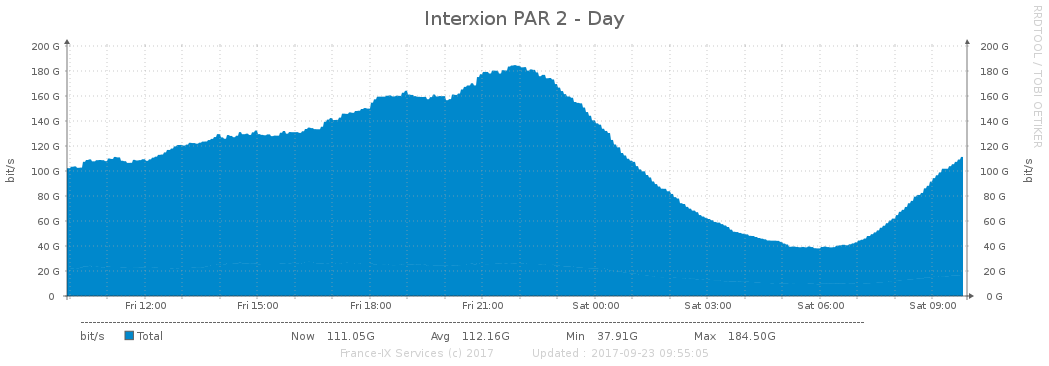 Interxion PAR 2 - Day
RRDTOOL / TOBI OETIKER
200 G 200 G
180 G 180 G
160 G 160 G
140 G 140 G
120 G 120 G
100 G 100 G
80 G 80 G
60 G 60 G
40 G 40 G
20 G 20 G
0 0 G
bit/s bit/s
Fri 12:00 Fri 15:00 Fri 18:00 Fri 21:00 Sat 00:00 Sat 03:00 Sat 06:00 Sat 09:00
bit/s Total Now 111.05G Avg 112.16G Min 37.91G Max 184.50G
France-IX Services (c) 2017 Updated : 2017-09-23 09:55:05